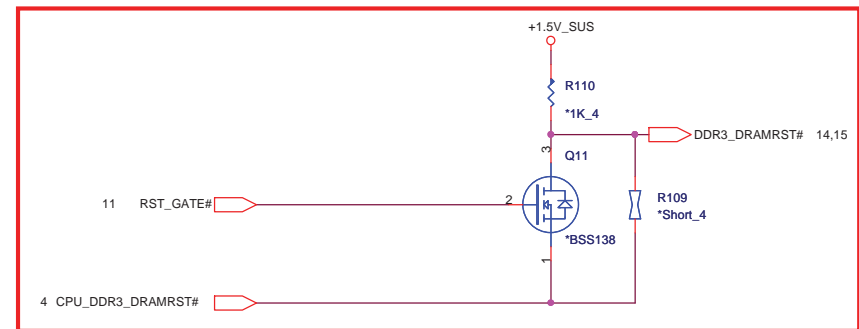 +1.5V_SUS
R110
*1K_4
DDR3_DRAMRST# 14,15
3
Q11
11 RST_GATE#
2
R109
*Short_4
*BSS138
1
4 CPU_DDR3_DRAMRST#